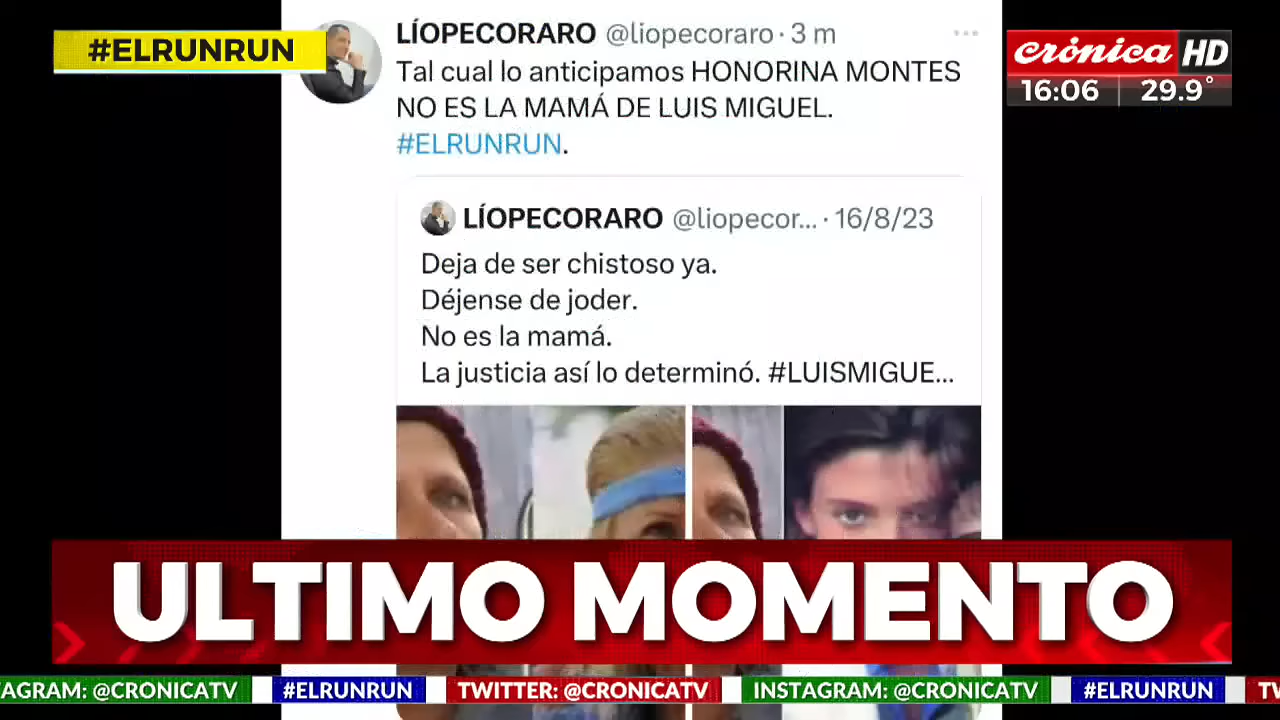 #ELRUNRUN
LÍOPECORARO @liopecoraro · 3 m
Tal cual lo anticipamos HONORINA MONTES
NO ES LA MAMÁ DE LUIS MIGUEL.
#ELRUNRUN.
crónica HD
16:06 29.9°
LÍOPECORARO @liopecor... · 16/8/23
Deja de ser chistoso ya.
Déjense de joder.
No es la mamá.
La justicia así lo determinó. #LUISMIGUE...
ULTIMO MOMENTO
AGRAM: @CRONICATV #ELRUNRUN TWITTER: @CRONICATV INSTAGRAM: @CRONICATV #ELRUNRUN TW